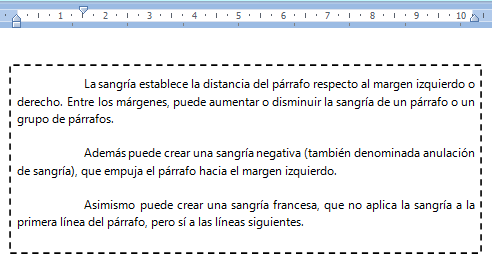 1 2 3 4 5 6 7 8 9 10
La sangría establece la distancia del párrafo respecto al margen izquierdo o
derecho. Entre los márgenes, puede aumentar o disminuir la sangría de un párrafo o un
grupo de párrafos.
Además puede crear una sangría negativa (también denominada anulación
de sangría), que empuja el párrafo hacia el margen izquierdo.
Asimismo puede crear una sangría francesa, que no aplica la sangría a la
primera línea del párrafo, pero sí a las líneas siguientes.